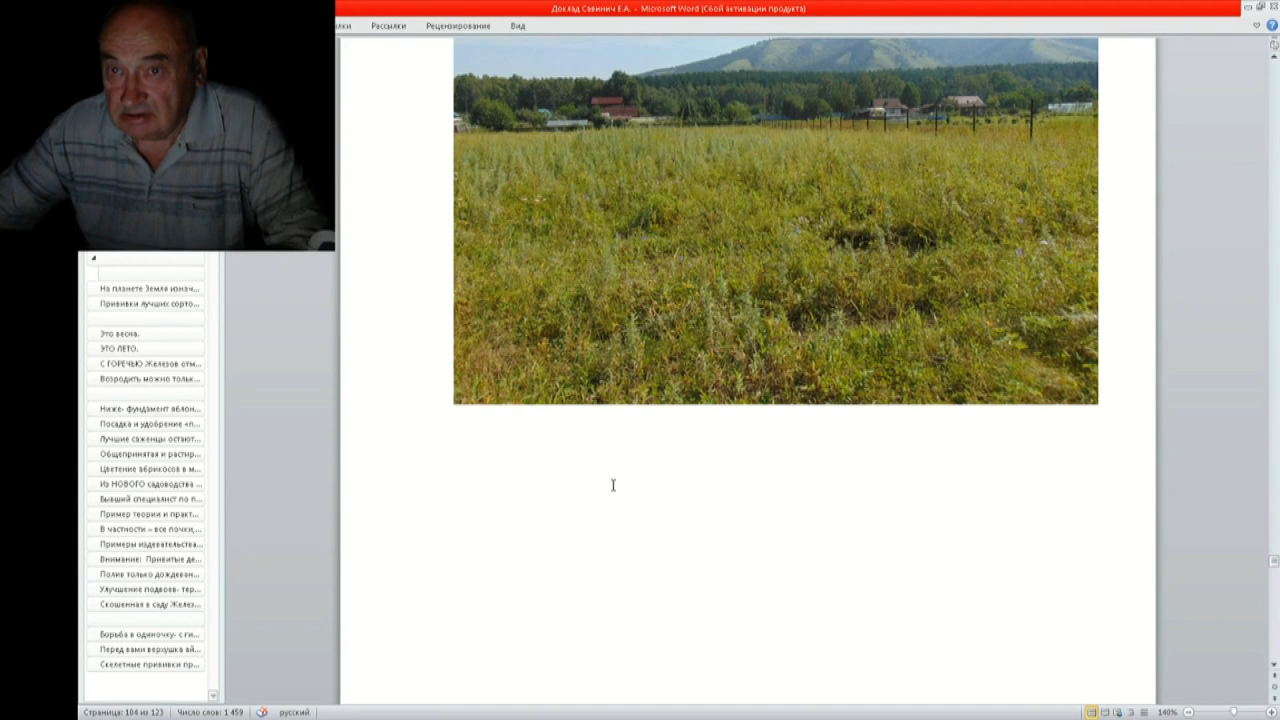 Доклад Савинич Е.А. - Microsoft Word (Сбой активации продукта)
лки Рассылки Рецензирование Вид
На планете Земля изнач...
Прививки лучших сорто...
Это весна.
ЭТО ЛЕТО.
С ГОРЕЧЬЮ Железов отм...
Возродить можно тольк...
Ниже- фундамент яблон...
Посадка и удобрение «п...
Лучшие саженцы остают...
Общепринятая и растир...
Цветение абрикосов в м...
Из НОВОГО садоводства ...
Бывший специалист по п...
Пример теории и практ...
В частности – все почки,...
Примеры издевательства...
Внимание: Привитые де...
Полив только дождеван...
Улучшение подвоев- тер...
Скошенная в саду Желез...
Борьба в одиночку- с ги...
Перед вами верхушка ай...
Скелетные прививки пр...
Страница: 104 из 123 Число слов: 1 459 русский 140%